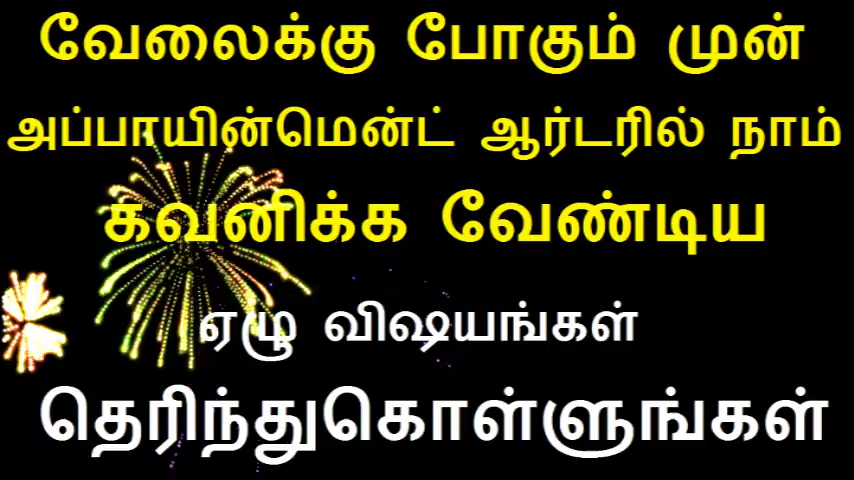 வேலைக்கு போகும் முன்
அப்பாயின்மென்ட் ஆர்டரில் நாம்
கவனிக்க வேண்டிய
ஏழு விஷயங்கள்
தெரிந்துகொள்ளுங்கள்